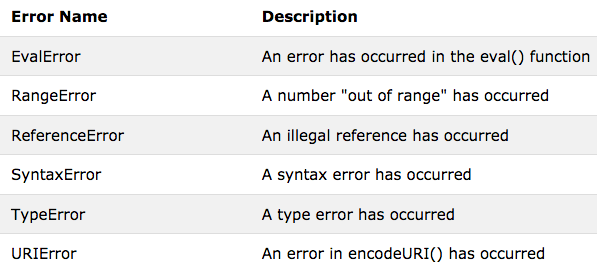 Error Name Description
EvalError An error has occurred in the eval() function
RangeError A number "out of range" has occurred
ReferenceError An illegal reference has occurred
SyntaxError A syntax error has occurred
TypeError A type error has occurred
URIError An error in encodeURI() has occurred